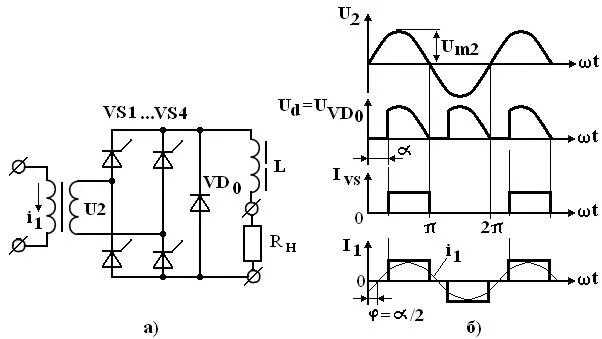 VS1 ...VS4
VD0
L
i1
U2
RH
а)
U2
Um2
ωt
Ud=UVD0
ωt
α
IVS
0
π
2π
ωt
I1
i1
0
ωt
φ=α/2
б)